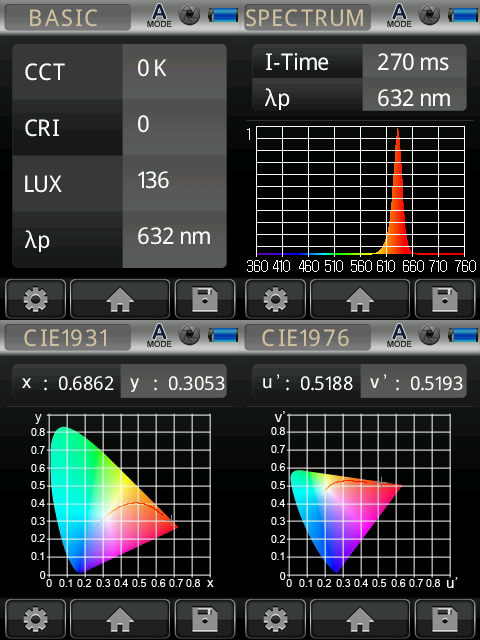 BASIC A MODE
CCT 0 K
CRI 0
LUX 136
λp 632 nm
SPECTRUM A MODE
I-Time 270 ms
λp 632 nm
1
360 410 460 510 560 610 660 710 760
CIE1931 A MODE
x : 0.6862 y : 0.3053
y
0.8
0.7
0.6
0.5
0.4
0.3
0.2
0.1
0
0 0.1 0.2 0.3 0.4 0.5 0.6 0.7 0.8 x
CIE1976 A MODE
u' : 0.5188 v' : 0.5193
v'
0.8
0.7
0.6
0.5
0.4
0.3
0.2
0.1
0
0 0.1 0.2 0.3 0.4 0.5 0.6 0.7 0.8 u'